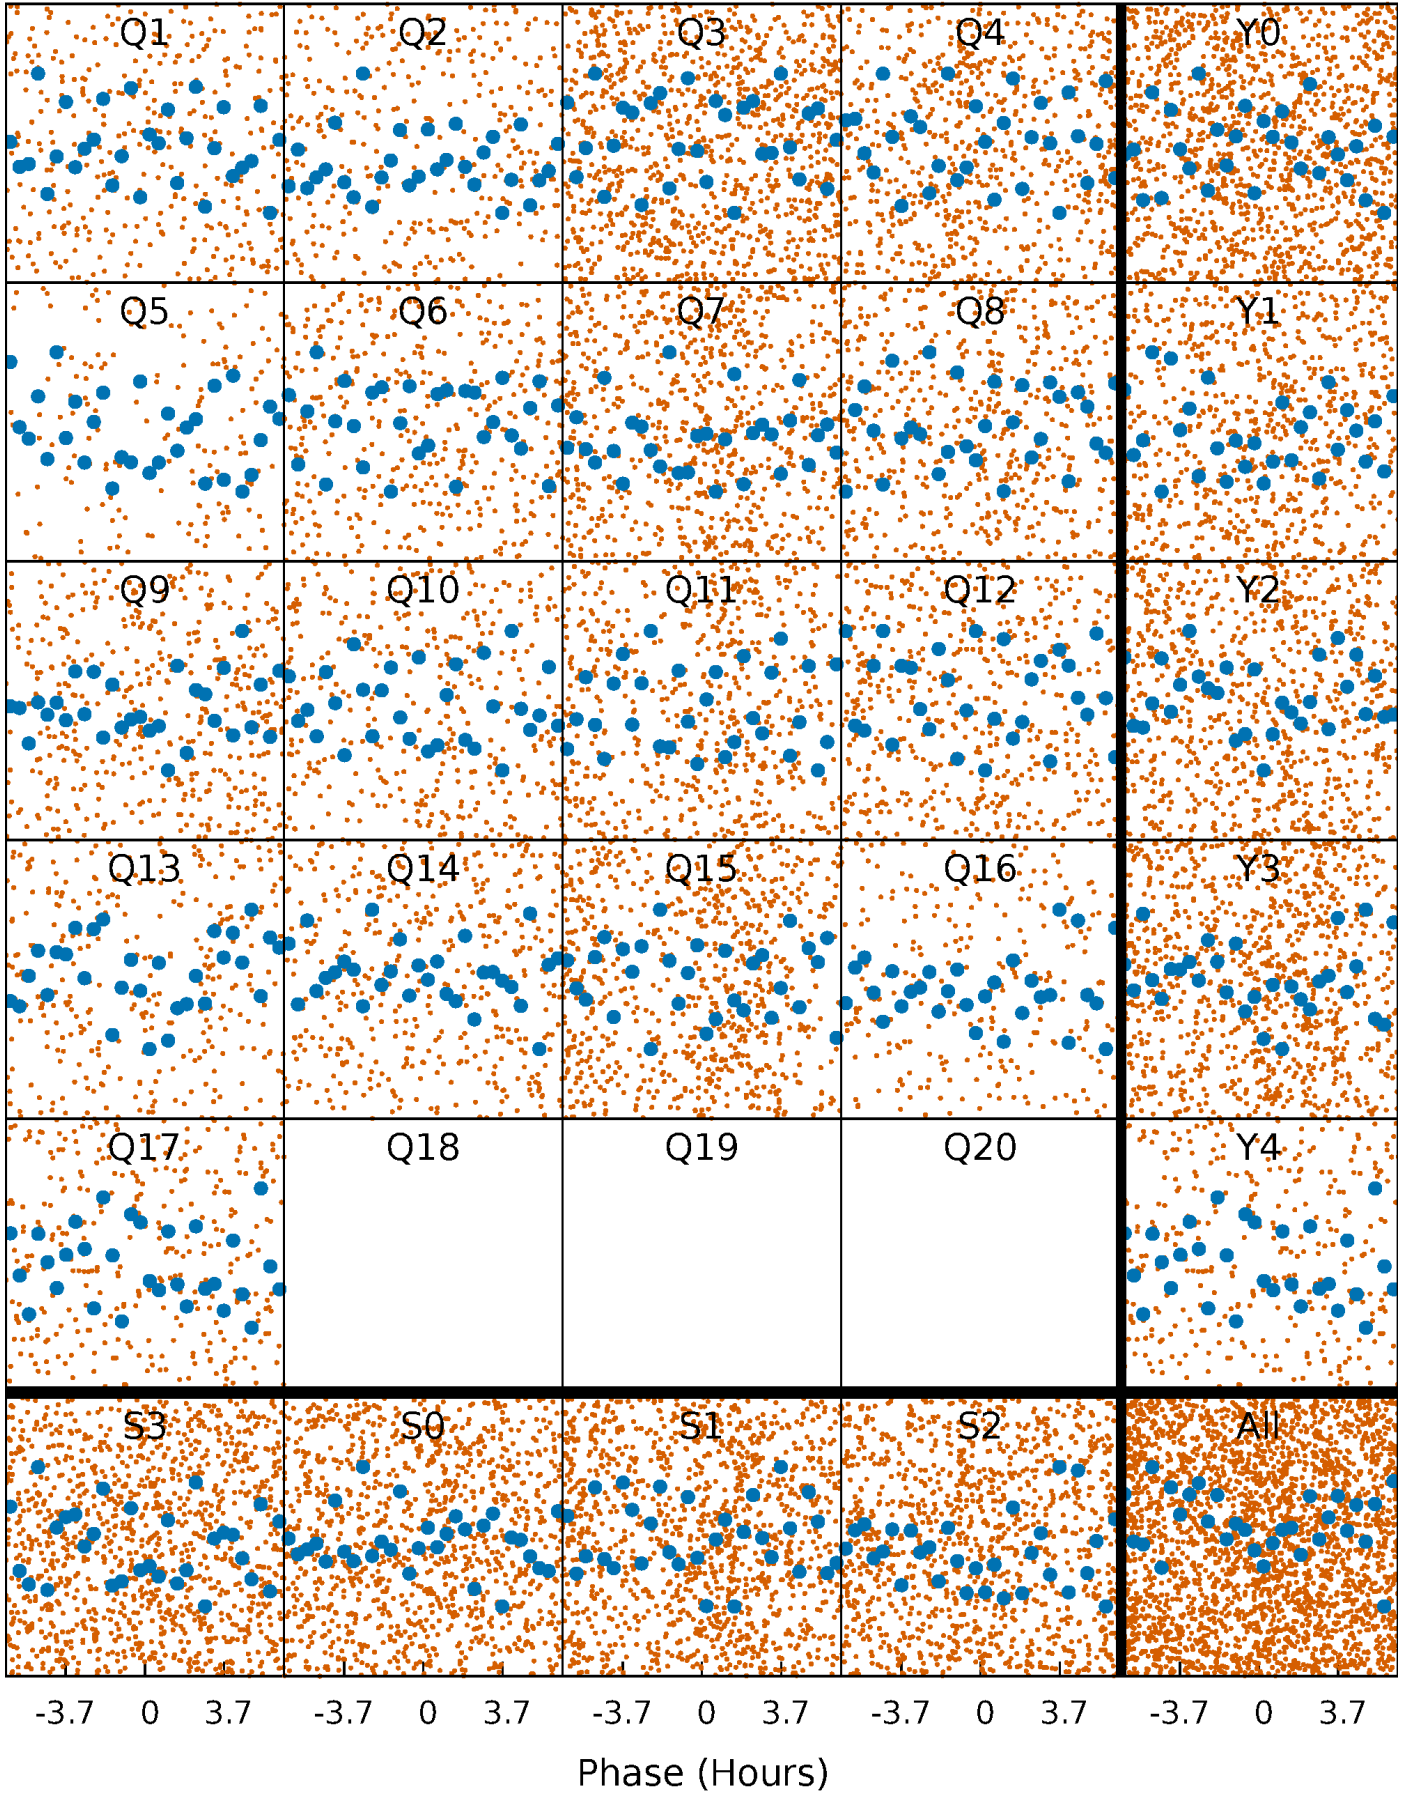 Q1 Q2 Q3 Q4 Y0
Q5 Q6 Q7 Q8 Y1
Q9 Q10 Q11 Q12 Y2
Q13 Q14 Q15 Q16 Y3
Q17 Q18 Q19 Q20 Y4
S3 S0 S1 S2 All
-3.7 0 3.7 -3.7 0 3.7 -3.7 0 3.7 -3.7 0 3.7 -3.7 0 3.7
Phase (Hours)